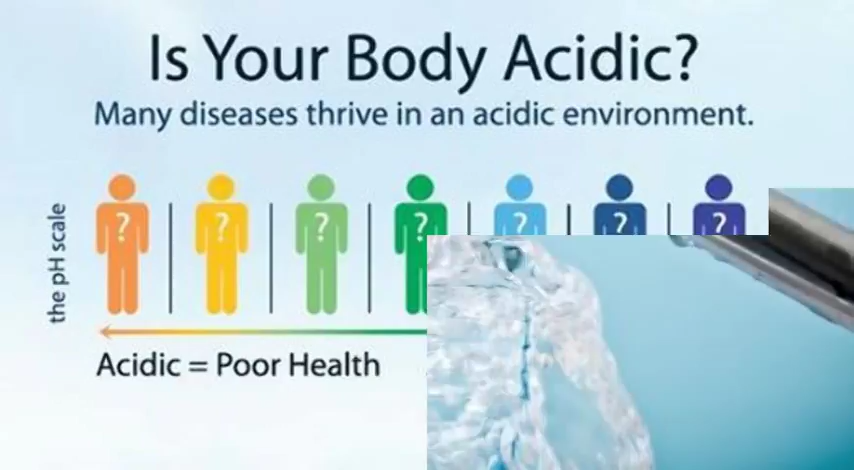 Is Your Body Acidic?
Many diseases thrive in an acidic environment.
the pH scale
? ? ? ? ? ? ?
Acidic = Poor Health